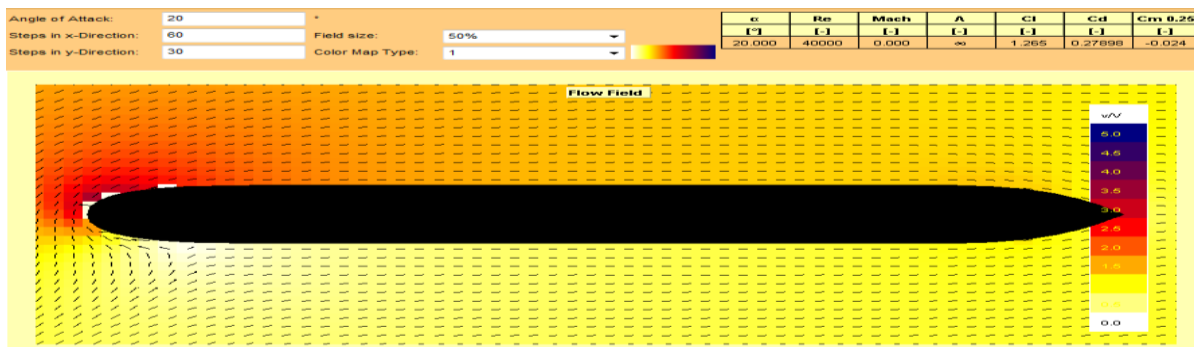 Angle of Attack: 20 °
Steps in x-Direction: 60 Field size: 50%
Steps in y-Direction: 30 Color Map Type: 1
α Re Mach Λ Cl Cd Cm 0.25
[°] [-] [-] [-] [-] [-] [-]
20.000 40000 0.000 ∞ 1.265 0.27898 -0.024
Flow Field
v/V
5.0
4.5
4.0
3.5
3.0
2.5
2.0
1.5
0.5
0.0